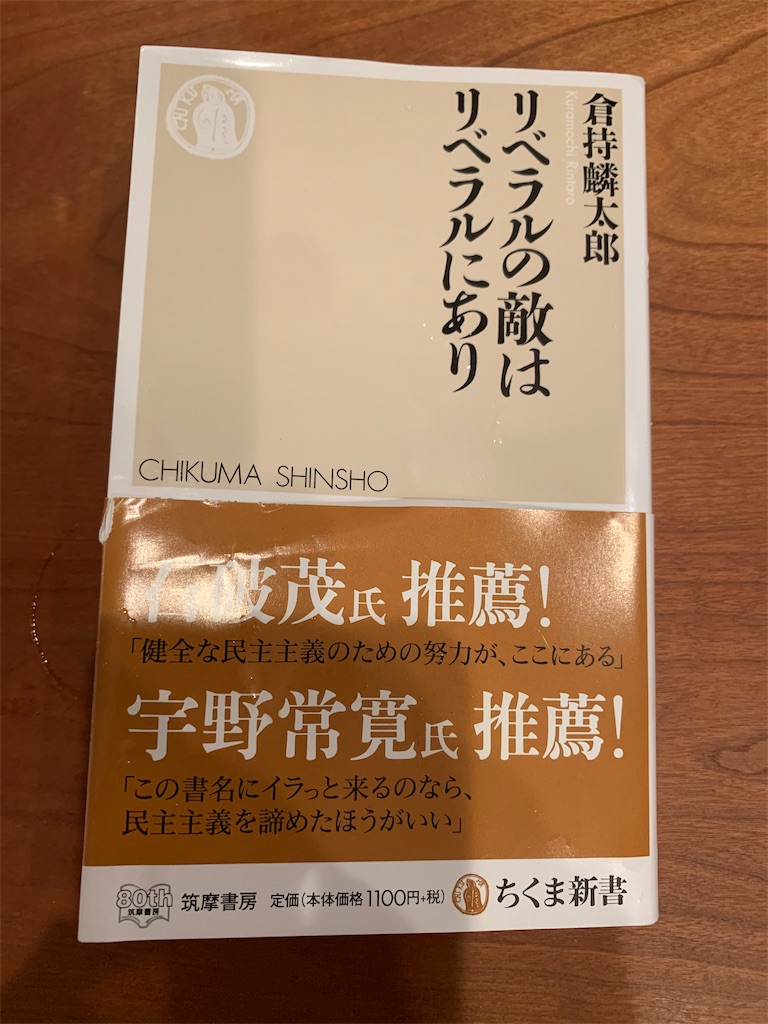 倉持麟太郎
Kuramochi Rintaro
リベラルの敵は
リベラルにあり
CHIKUMA SHINSHO
石破茂氏 推薦!
「健全な民主主義のための努力が、ここにある」
宇野常寛氏 推薦!
「この書名にイラっと来るのなら、
民主主義を諦めたほうがいい」
80th
筑摩書房
筑摩書房 定価(本体価格1100円+税) ちくま新書